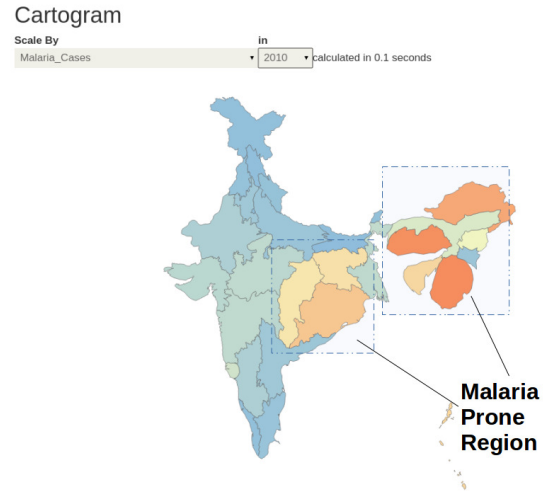 Cartogram
Scale By in
Malaria_Cases 2010 calculated in 0.1 seconds
Malaria
Prone
Region